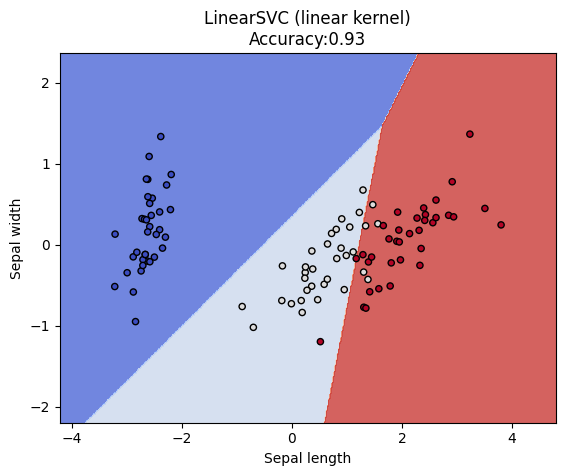 LinearSVC (linear kernel)
Accuracy:0.93
2
1
0
−1
−2
Sepal width
−4
−2
0
2
4
Sepal length